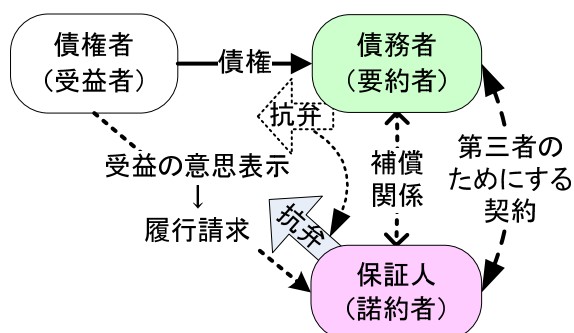 債権者
（受益者）
債権
債務者
（要約者）
抗弁
受益の意思表示
↓
履行請求
抗弁
補償
関係
第三者の
ためにする
契約
保証人
（諾約者）